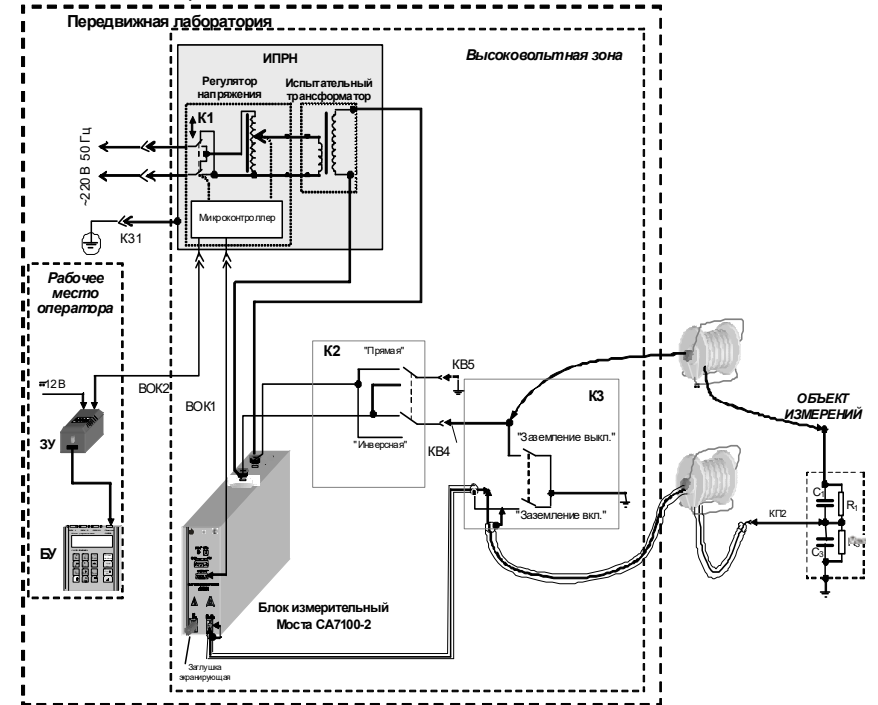 Передвижная лаборатория
ИПРН
Высоковольтная зона
Регулятор
напряжения
Испытательный
трансформатор
К1
~220 В 50 Гц
Микроконтроллер
КЗ1
Рабочее
место
оператора
К2
"Прямая"
КВ5
К3
=12В
ВОК2
ВОК1
ОБЪЕКТ
ИЗМЕРЕНИЙ
ЗУ
"Заземление выкл."
"Инверсная"
КВ4
C1
R1
КП2
"Заземление вкл."
C3
БУ
Блок измерительный
Моста СА7100-2
Заглушка
экранирующая